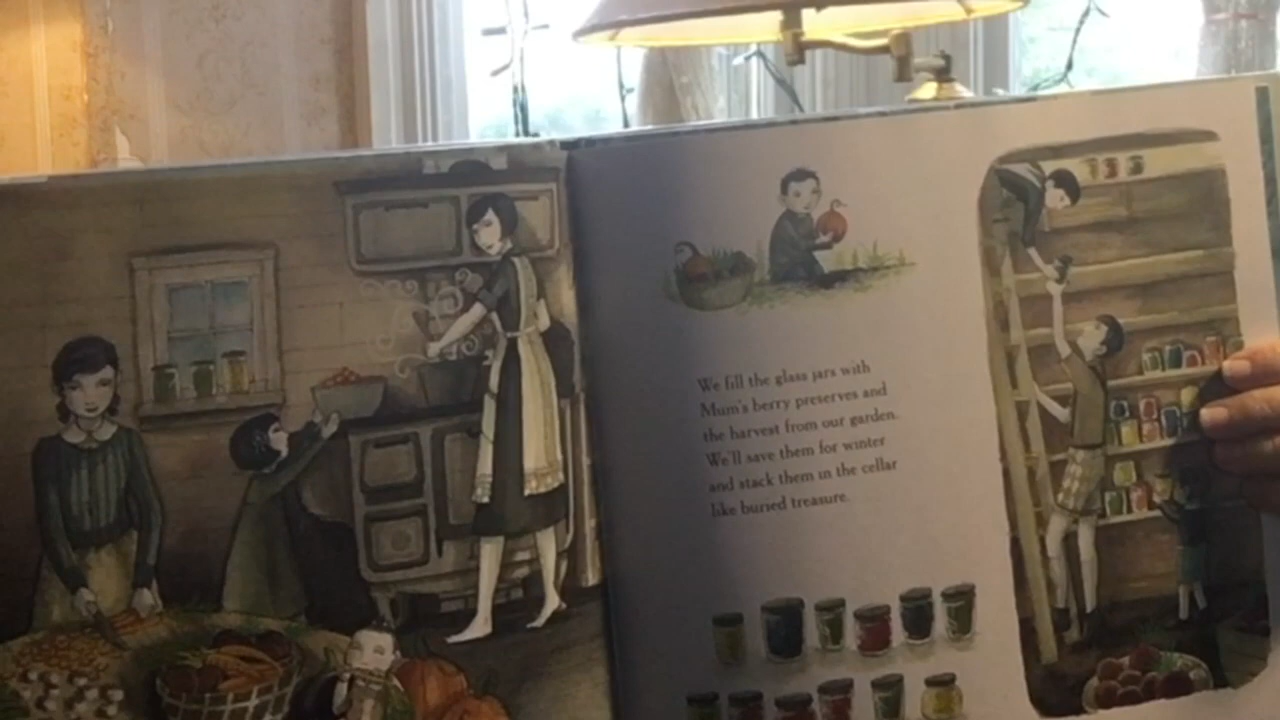 We fill the glass jars with
Mum's berry preserves and
the harvest from our garden.
We'll save them for winter
and stack them in the cellar
like buried treasure.